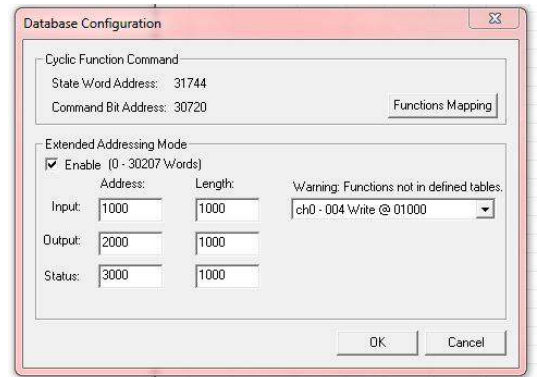 Database Configuration
Cyclic Function Command
State Word Address: 31744
Command Bit Address: 30720
Functions Mapping
Extended Addressing Mode
Enable (0 - 30207 Words)
Address: Length:
Warning: Functions not in defined tables.
Input: 1000 1000 ch0 - 004 Write @ 01000
Output: 2000 1000
Status: 3000 1000
OK Cancel